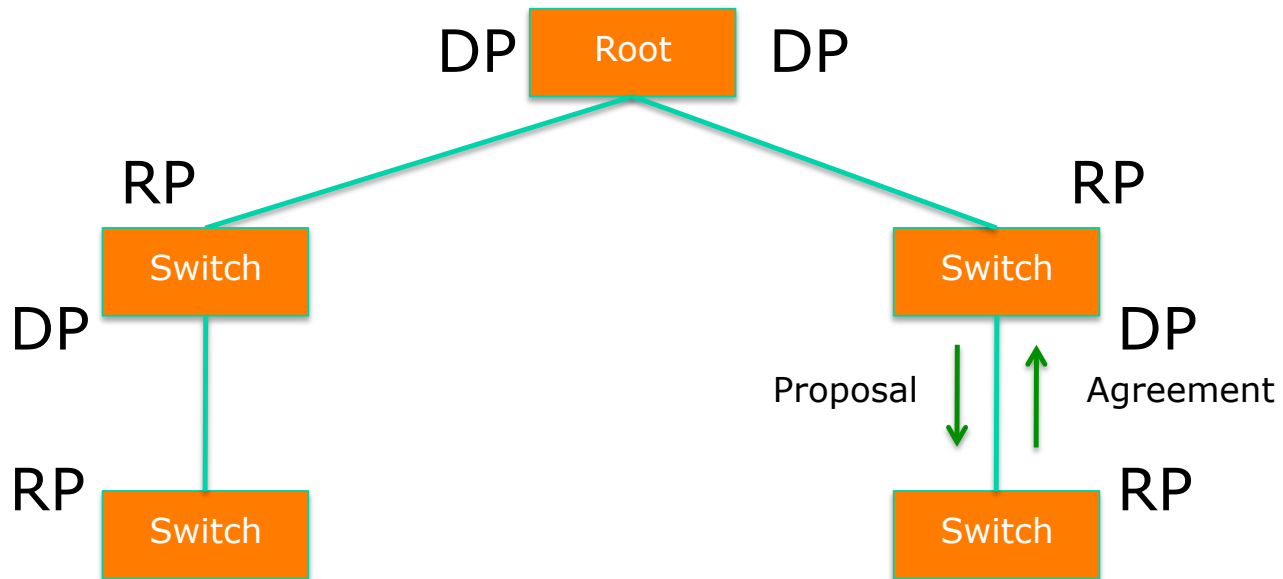 DP
Root
DP
RP
RP
Switch
Switch
DP
DP
Proposal
Agreement
RP
RP
Switch
Switch